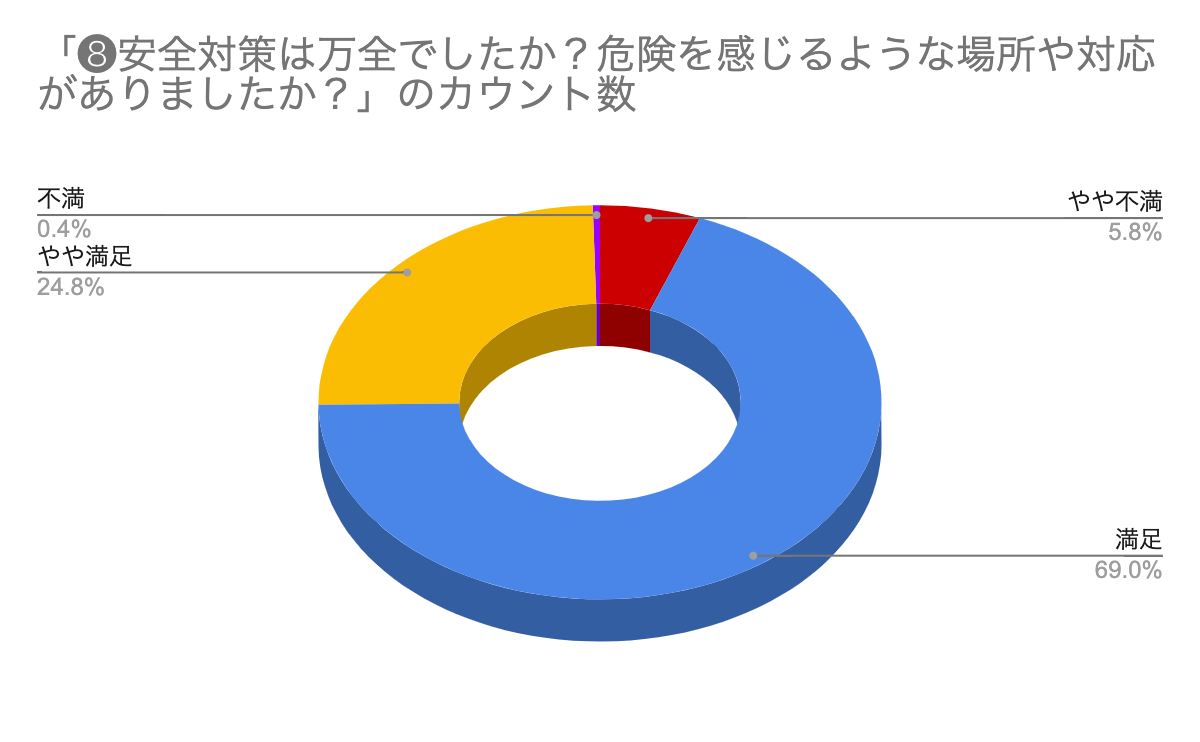 「❽安全対策は万全でしたか？危険を感じるような場所や対応
がありましたか？」のカウント数
不満
0.4%
やや満足
24.8%
やや不満
5.8%
満足
69.0%